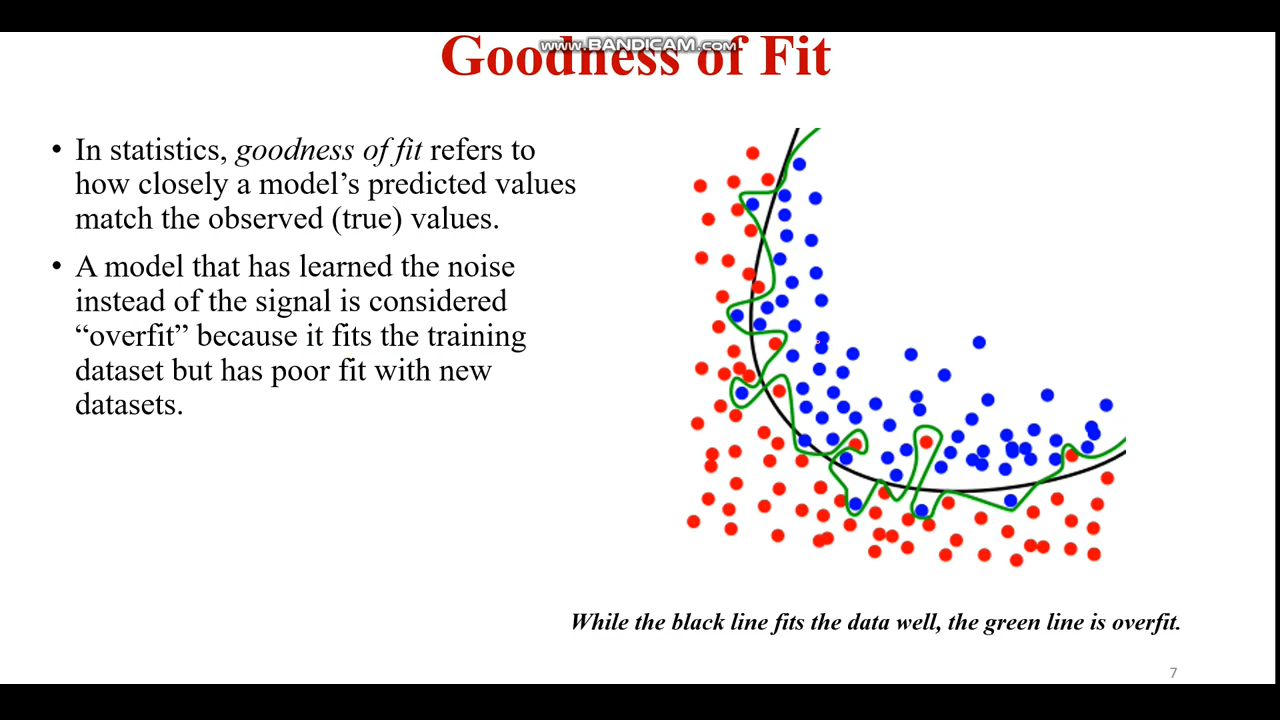 www.BANDICAM.com
Goodness of Fit
• In statistics, goodness of fit refers to
how closely a model’s predicted values
match the observed (true) values.
• A model that has learned the noise
instead of the signal is considered
“overfit” because it fits the training
dataset but has poor fit with new
datasets.
While the black line fits the data well, the green line is overfit.
7